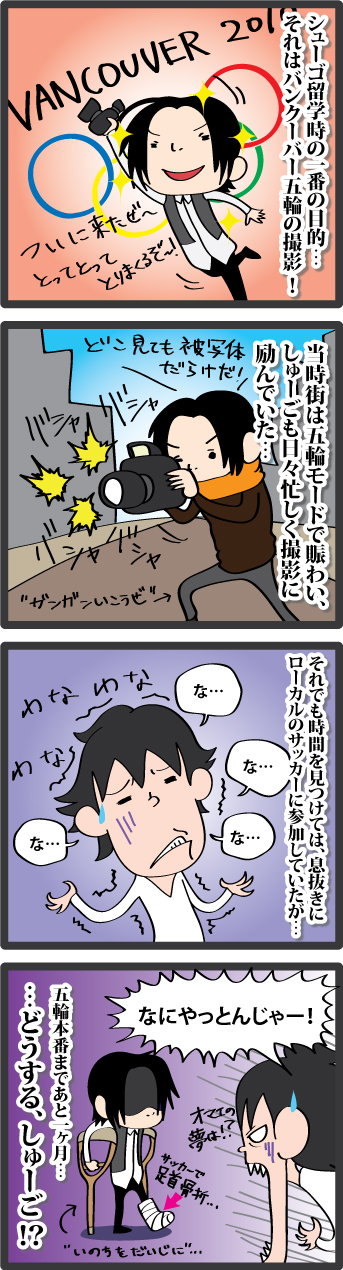 VANCOUVER 2010
シューゴ留学時の一番の目的…
それはバンクーバー五輪の撮影！
ついに来たぜ〜
とってとって
とりまくるぞ〜!
当時街は五輪モードで賑わい、
しゅーごも日々忙しく撮影に
励んでいた…
どこ見ても被写体
だらけだ！
バシャ
バシャ
バシャ
バシャ
"ガンガンいこうぜ"→
それでも時間を見つけては、息抜きに
ローカルのサッカーに参加していたが…
わなわなわな
な…
な…
な…
な…
なにやっとんじゃー！
オマエの
夢は…!?
サッカーで
足首骨折…
"いのちをだいじに"…
五輪本番まであと一ヶ月…
…どうする、しゅーご!?